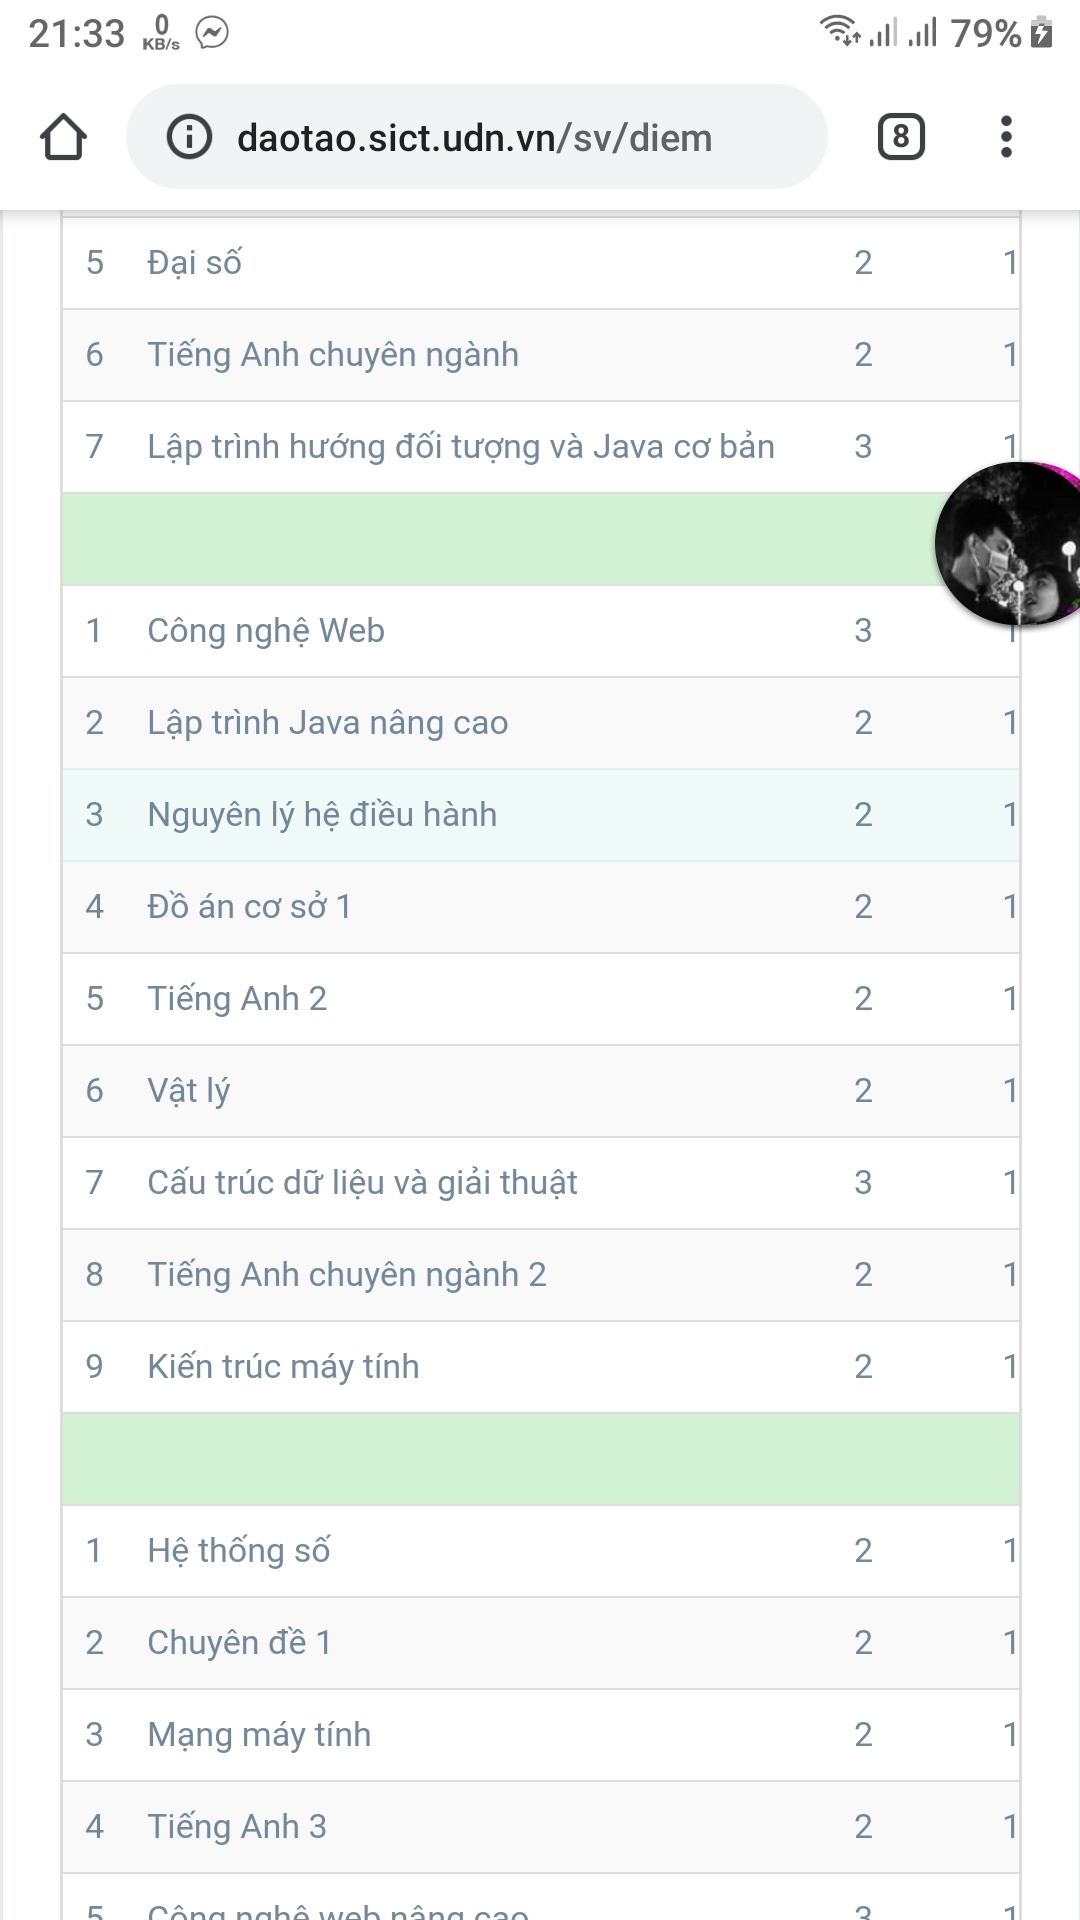 21:33 0 KB/s 79%
daotao.sict.udn.vn/sv/diem 8
5 Đại số 2 1
6 Tiếng Anh chuyên ngành 2 1
7 Lập trình hướng đối tượng và Java cơ bản 3 1
1 Công nghệ Web 3 1
2 Lập trình Java nâng cao 2 1
3 Nguyên lý hệ điều hành 2 1
4 Đồ án cơ sở 1 2 1
5 Tiếng Anh 2 2 1
6 Vật lý 2 1
7 Cấu trúc dữ liệu và giải thuật 3 1
8 Tiếng Anh chuyên ngành 2 2 1
9 Kiến trúc máy tính 2 1
1 Hệ thống số 2 1
2 Chuyên đề 1 2 1
3 Mạng máy tính 2 1
4 Tiếng Anh 3 2 1
5 Công nghệ web nâng cao 3 1